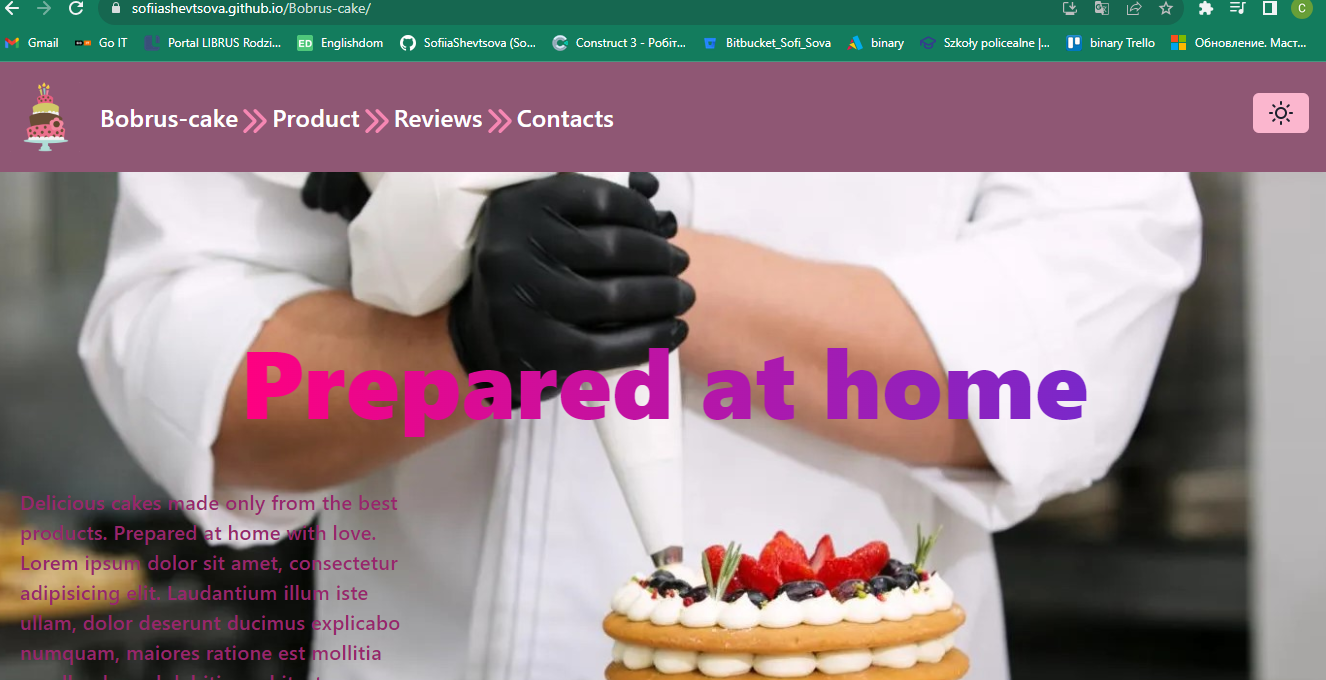 sofiiashevtsova.github.io/Bobrus-cake/
C
Gmail Go IT Portal LIBRUS Rodzi... ED Englishdom SofiiaShevtsova (So... Construct 3 - Робіт... Bitbucket_Sofi_Sova binary Szkoły policealne |... binary Trello Обновление. Маст...
Bobrus-cake Product Reviews Contacts
Prepared at home
Delicious cakes made only from the best
products. Prepared at home with love.
Lorem ipsum dolor sit amet, consectetur
adipisicing elit. Laudantium illum iste
ullam, dolor deserunt ducimus explicabo
numquam, maiores ratione est mollitia